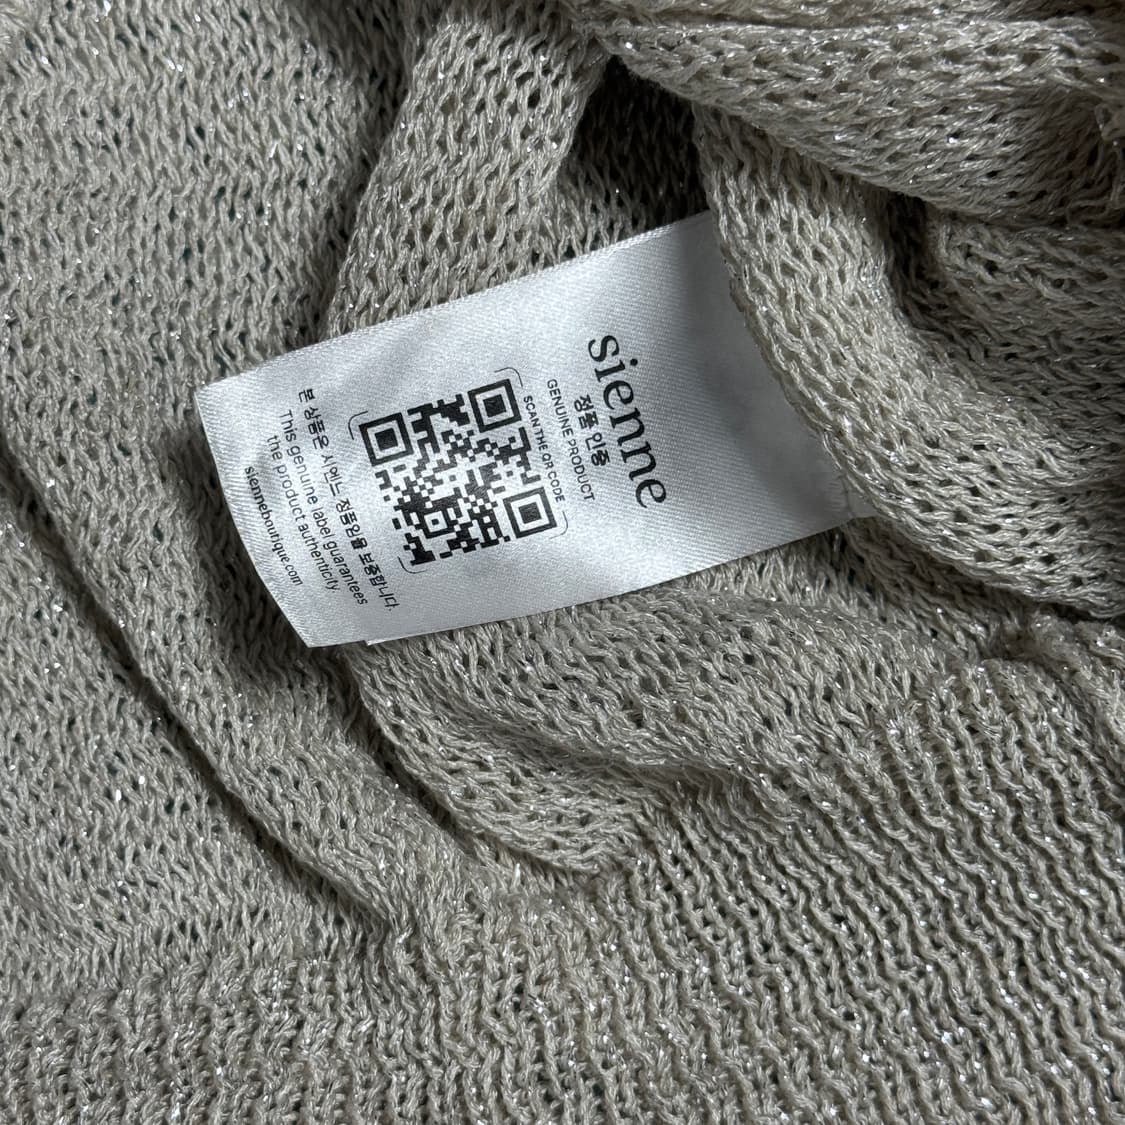 sienne
정품 인증
GENUINE PRODUCT
SCAN THE QR CODE
본 상품은 시엔느 정품임을 보증합니다.
This genuine label guarantees
the product authenticity
sienneboutique.com